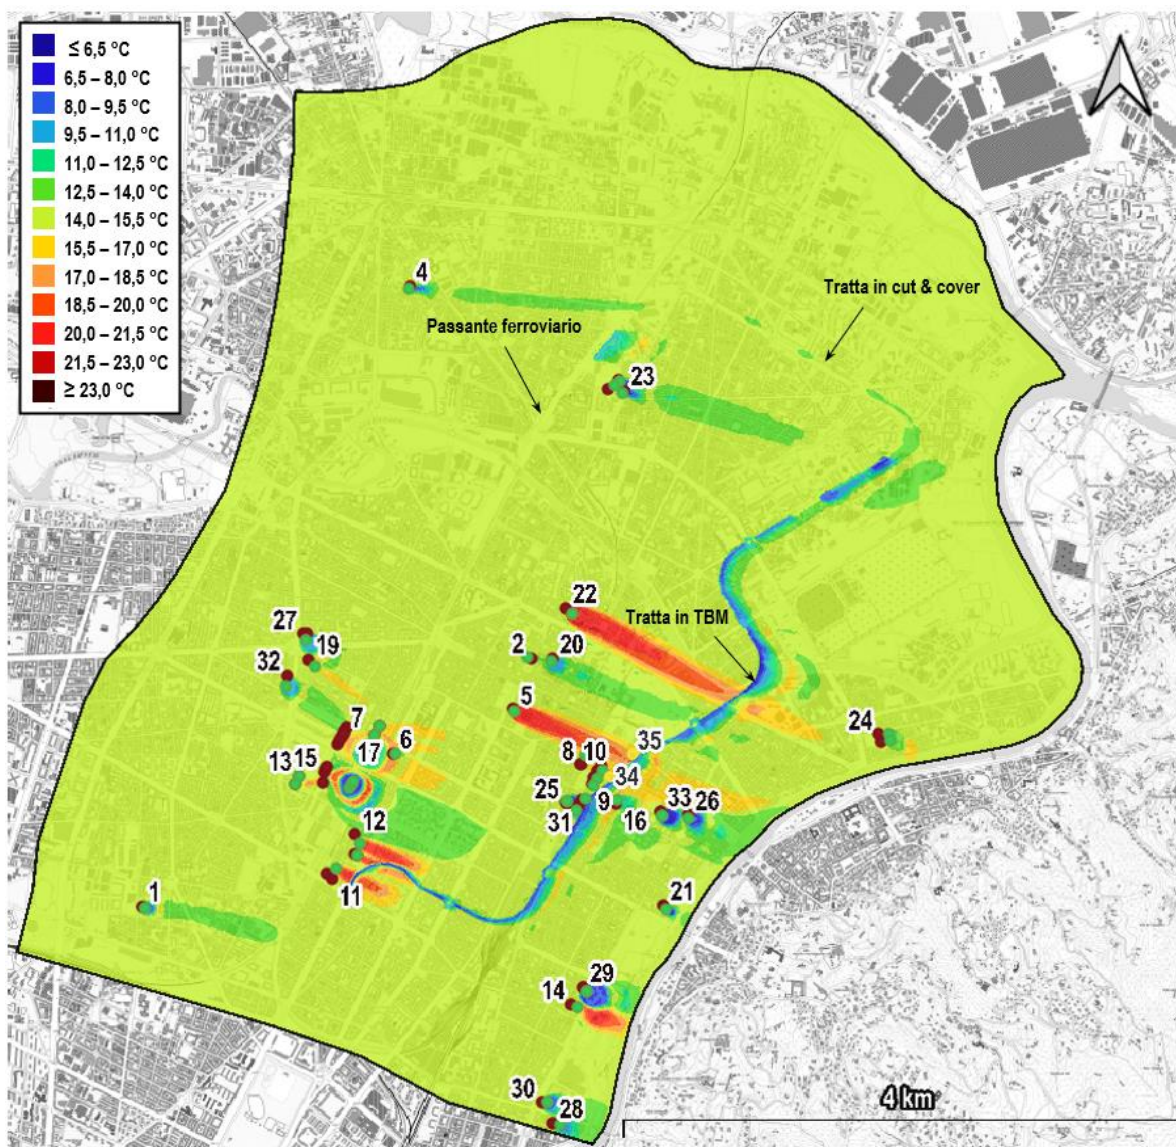 ≤ 6,5 °C
6,5 – 8,0 °C
8,0 – 9,5 °C
9,5 – 11,0 °C
11,0 – 12,5 °C
12,5 – 14,0 °C
14,0 – 15,5 °C
15,5 – 17,0 °C
17,0 – 18,5 °C
18,5 – 20,0 °C
20,0 – 21,5 °C
21,5 – 23,0 °C
≥ 23,0 °C
4
Tratta in cut & cover
Passante ferroviario
23
22
27
Tratta in TBM
19
2
20
32
5
7
24
17
6
8
10
35
13
15
34
25
9
33
26
31
16
12
11
1
21
29
14
30
28
4 km